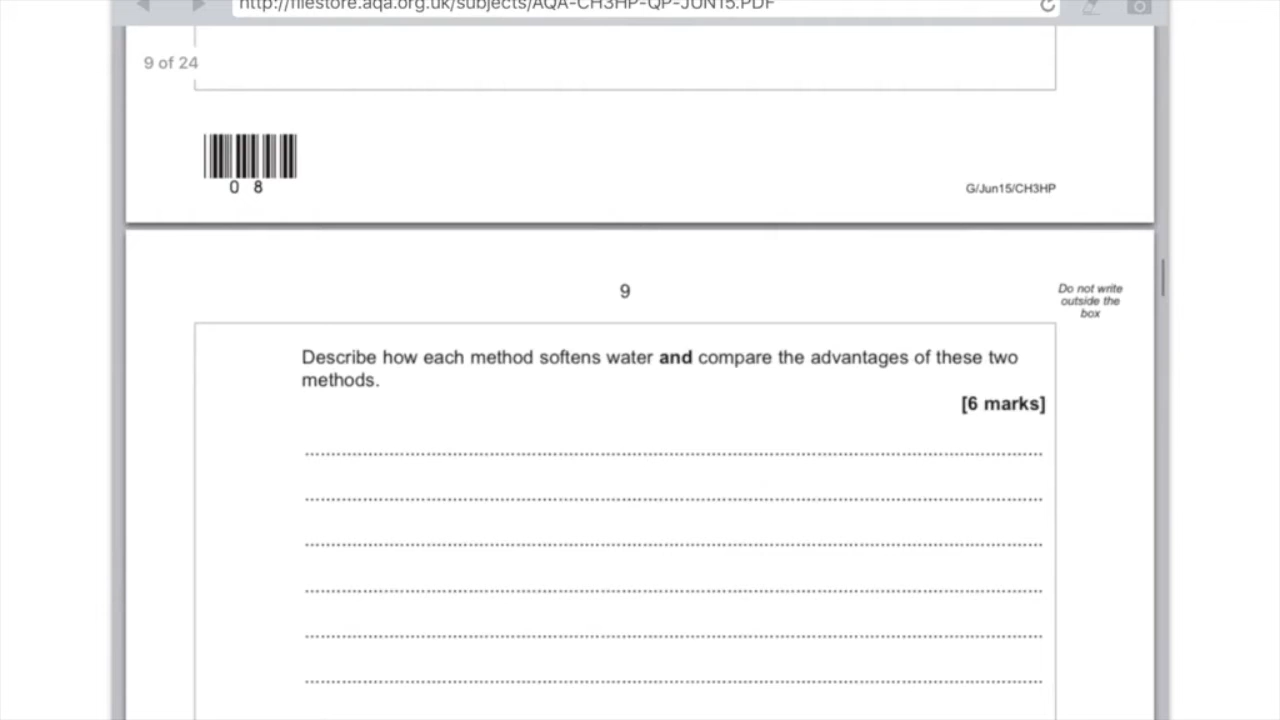 http://filestore.aqa.org.uk/subjects/AQA-CH3HP-QP-JUN15.PDF
9 of 24
0 8
G/Jun15/CH3HP
9
Do not write
outside the
box
Describe how each method softens water and compare the advantages of these two
methods.
[6 marks]